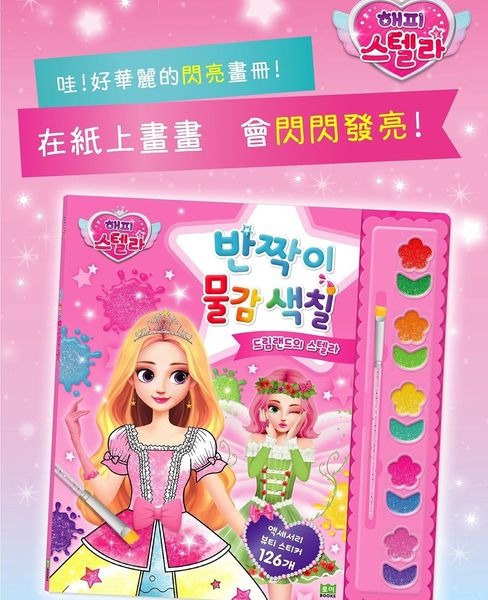 해피
스텔라
哇!好華麗的閃亮畫冊!
在紙上畫畫 會閃閃發亮!
해피
스텔라
반짝이
물감 색칠
드림랜드의 스텔라
액세서리
뷰티 스티커
126개
로이
BOOKS